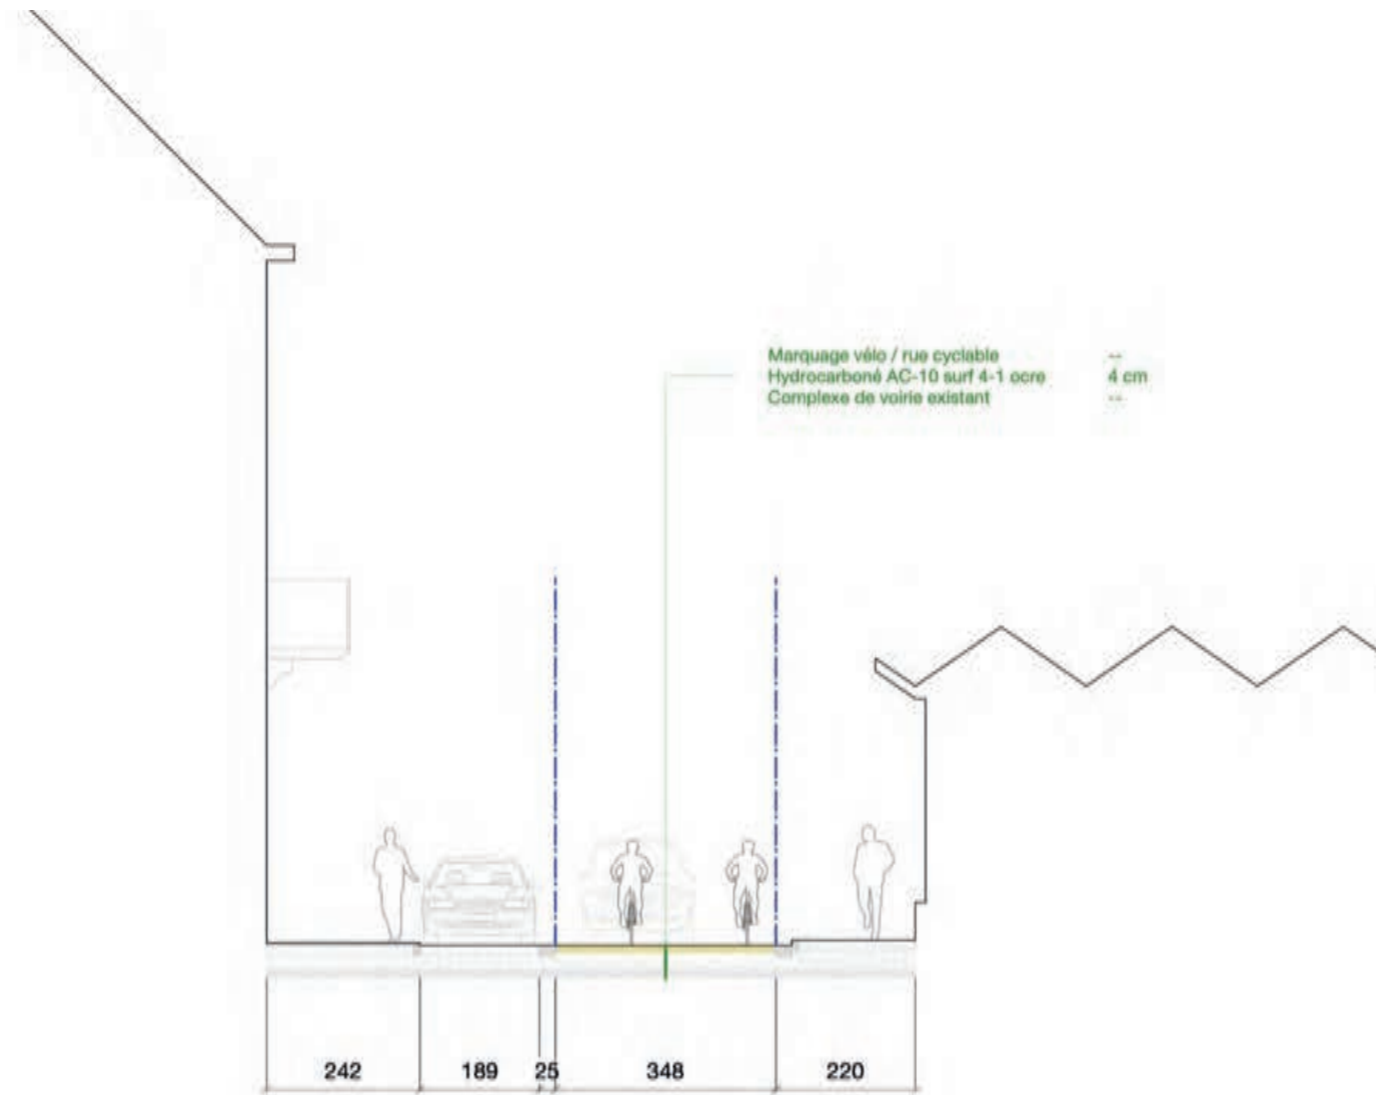 Marquage vélo / rue cyclable --
Hydrocarboné AC-10 surf 4-1 ocre 4 cm
Complexe de voirie existant --
242 189 25 348 220